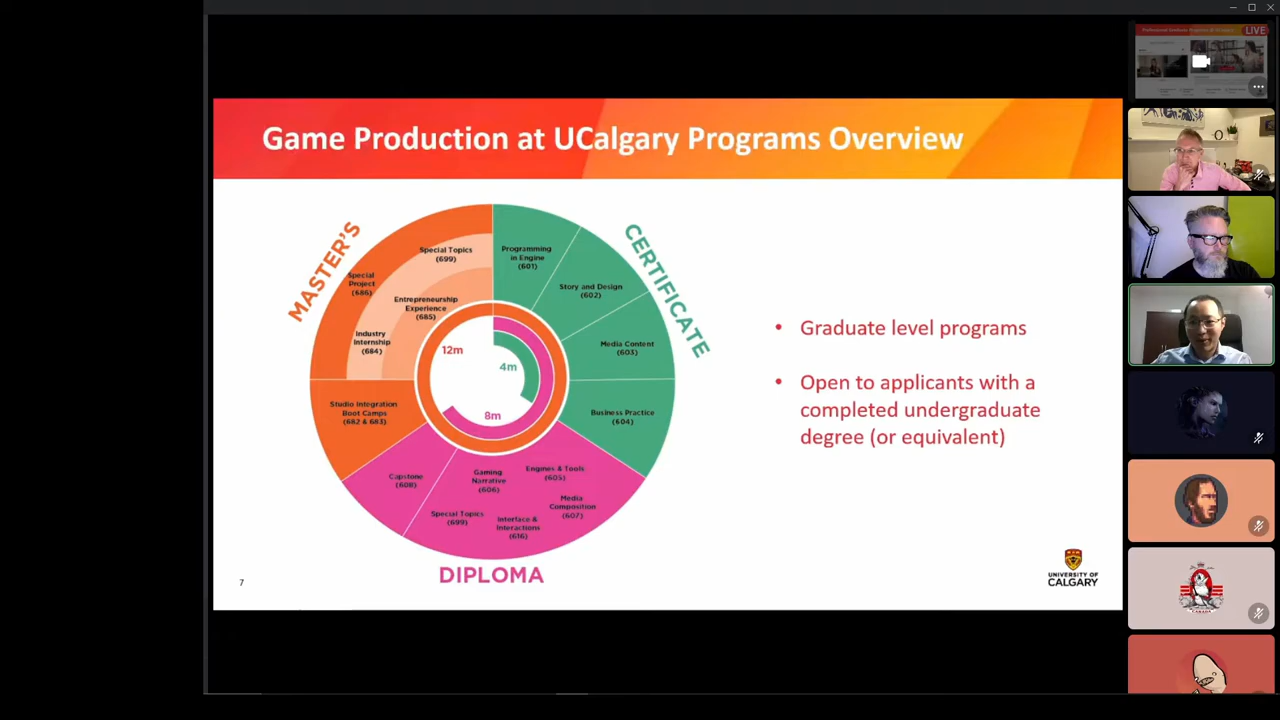 LIVE
Game Production at UCalgary Programs Overview
MASTER'S
CERTIFICATE
Special Topics
(699)
Special
Project
(686)
Entrepreneurship
Experience
(685)
Industry
Internship
(684)
Programming
in Engine
(601)
Story and Design
(602)
Media Content
(603)
Business Practice
(604)
12m
4m
8m
Studio Integration
Boot Camps
(682 & 683)
Capstone
(608)
Gaming
Narrative
(606)
Engines & Tools
(605)
Media
Composition
(607)
Special Topics
(699)
Interface &
Interactions
(616)
DIPLOMA
• Graduate level programs
• Open to applicants with a
completed undergraduate
degree (or equivalent)
7
UNIVERSITY OF
CALGARY
CANADA